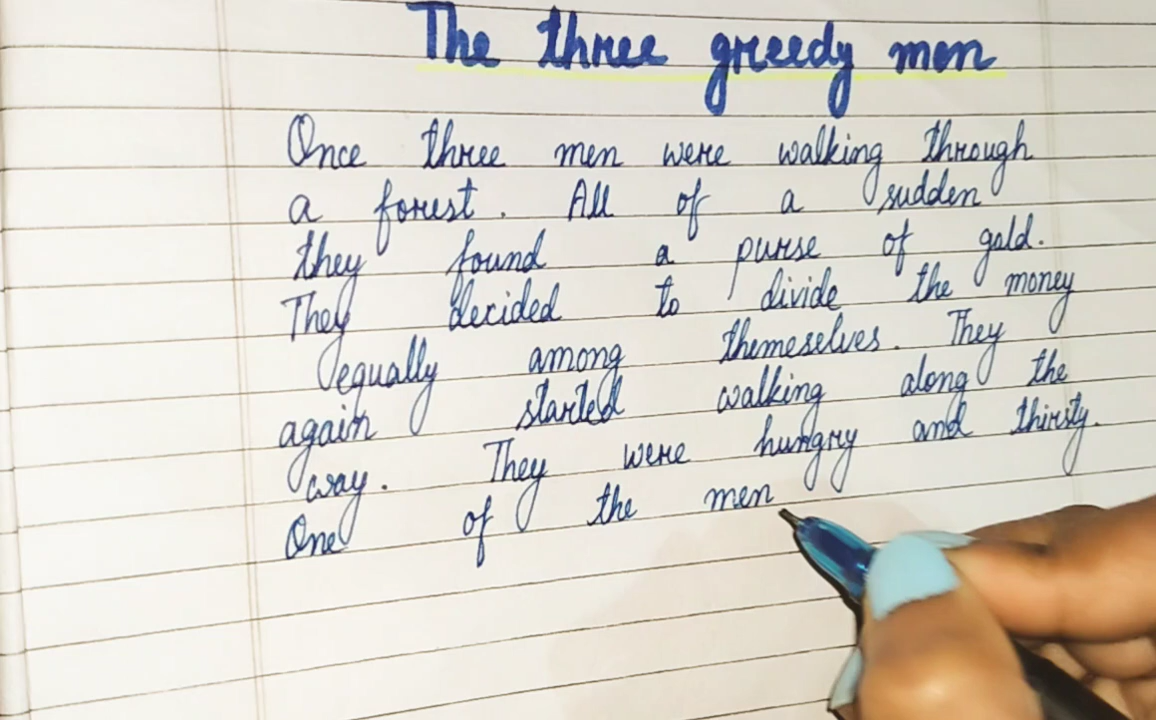 The three greedy men
Once three men were walking through
a forest. All of a sudden
they found a purse of gold.
They decided to divide the money
equally among themeselves. They
again started walking along the
way. They were hungry and thirsty.
One of the men